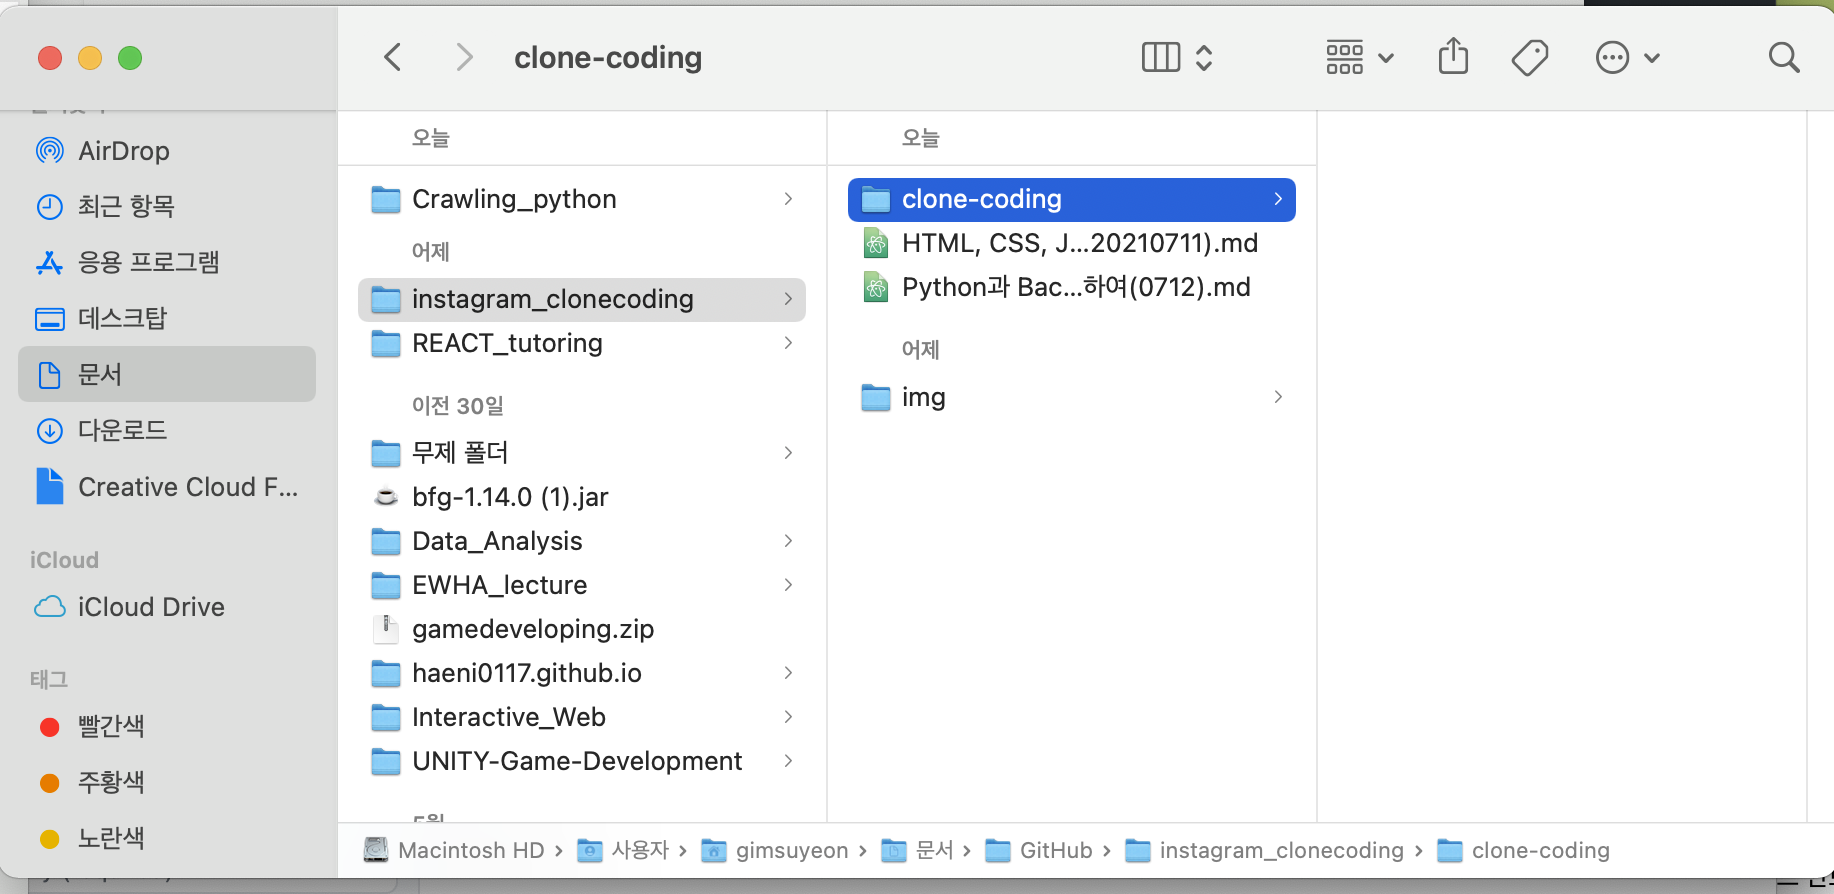 clone-coding
AirDrop
최근 항목
응용 프로그램
데스크탑
문서
다운로드
Creative Cloud F...
iCloud
iCloud Drive
태그
빨간색
주황색
노란색
오늘
Crawling_python
어제
instagram_clonecoding
REACT_tutoring
이전 30일
무제 폴더
bfg-1.14.0 (1).jar
Data_Analysis
EWHA_lecture
gamedeveloping.zip
haeni0117.github.io
Interactive_Web
UNITY-Game-Development
오늘
clone-coding
HTML, CSS, J...20210711).md
Python과 Bac...하여(0712).md
어제
img
Macintosh HD › 사용자 › gimsuyeon › 문서 › GitHub › instagram_clonecoding › clone-coding